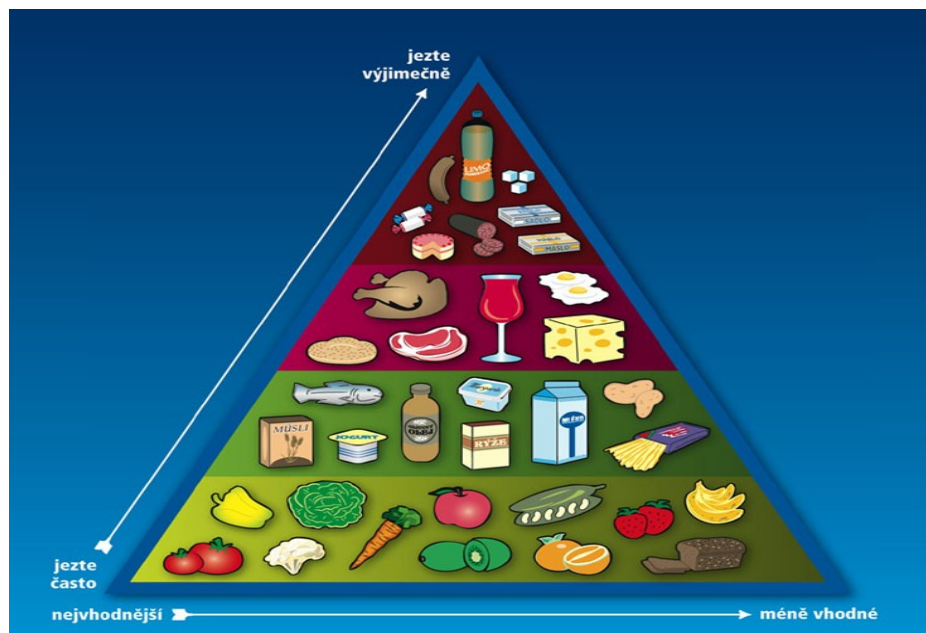 jezte
výjimečně
LIMO
SÁDLO
MÁSLO
MÜSLI
JOGURT
OLEJ
RÝŽE
MLÉKO
jezte
často
nejvhodnější
méně vhodné